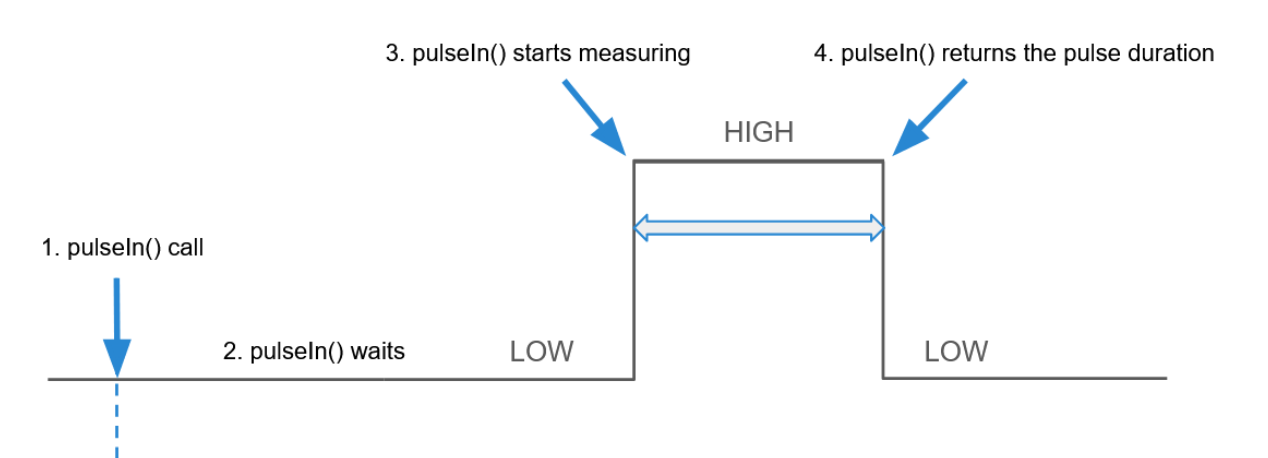 3. pulseIn() starts measuring
4. pulseIn() returns the pulse duration
HIGH
1. pulseIn() call
2. pulseIn() waits
LOW
LOW